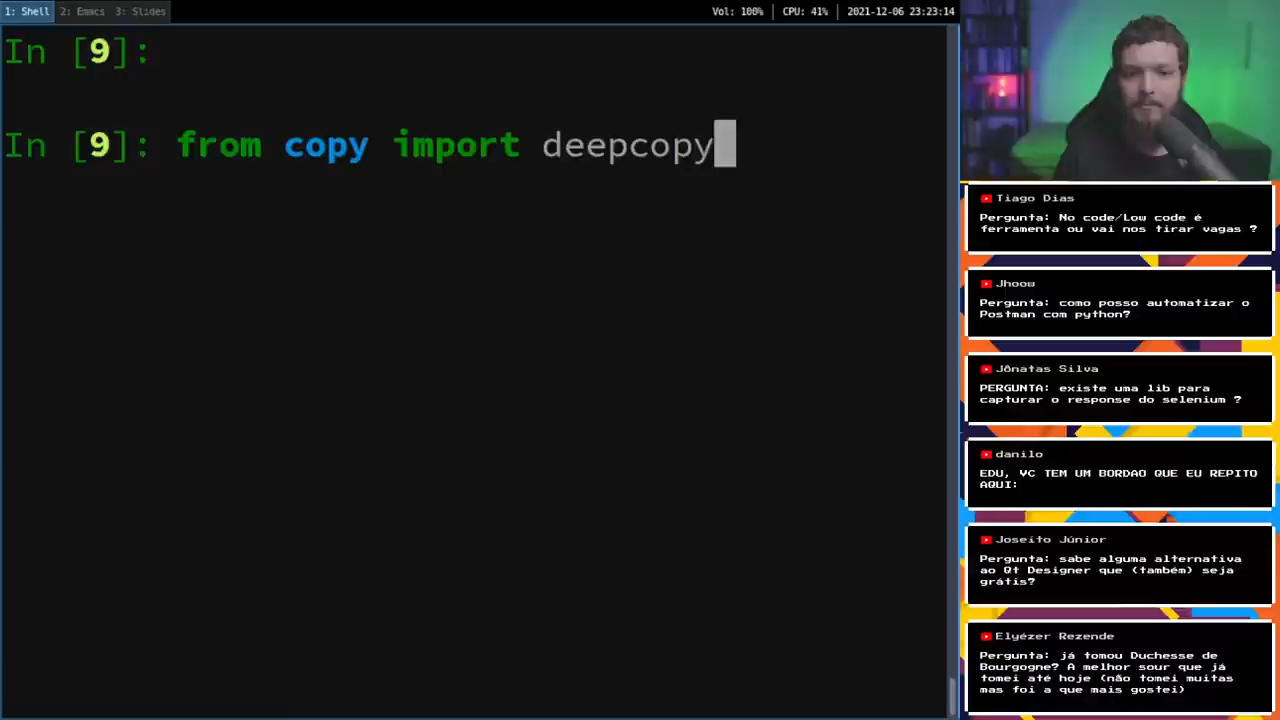 1: Shell 2: Emacs 3: Slides Vol: 100% CPU: 41% 2021-12-06 23:23:14
In [9]:
In [9]: from copy import deepcopy
Tiago Dias
Pergunta: No code/Low code é
ferramenta ou vai nos tirar vagas ?
Jhoow
Pergunta: como posso automatizar o
Postman com python?
Jônatas Silva
PERGUNTA: existe uma lib para
capturar o response do selenium ?
danilo
EDU, VC TEM UM BORDAO QUE EU REPITO
AQUI:
Joseito Júnior
Pergunta: sabe alguma alternativa
ao Qt Designer que (também) seja
grátis?
Elyézer Rezende
Pergunta: já tomou Duchesse de
Bourgogne? A melhor sour que já
tomei até hoje (não tomei muitas
mas foi a que mais gostei)